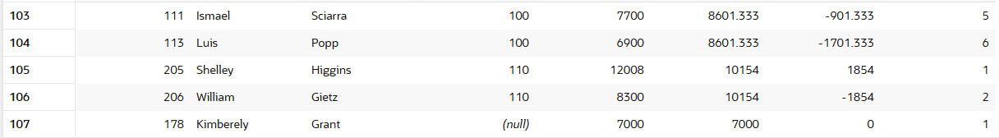 103 111 Ismael Sciarra 100 7700 8601.333 -901.333 5
104 113 Luis Popp 100 6900 8601.333 -1701.333 6
105 205 Shelley Higgins 110 12008 10154 1854 1
106 206 William Gietz 110 8300 10154 -1854 2
107 178 Kimberely Grant (null) 7000 7000 0 1